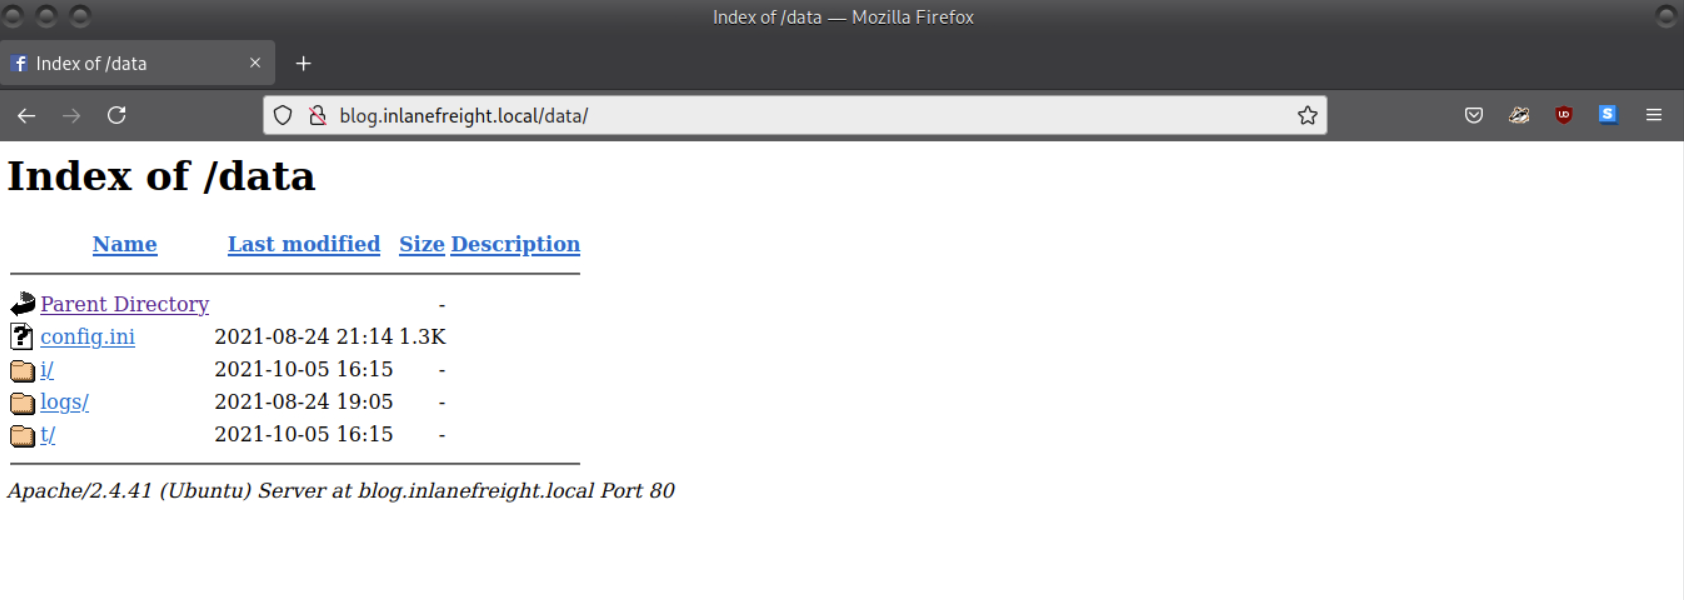 Index of /data — Mozilla Firefox
f Index of /data × +
blog.inlanefreight.local/data/
Index of /data
Name Last modified Size Description
Parent Directory -
config.ini 2021-08-24 21:14 1.3K
i/ 2021-10-05 16:15 -
logs/ 2021-08-24 19:05 -
t/ 2021-10-05 16:15 -
Apache/2.4.41 (Ubuntu) Server at blog.inlanefreight.local Port 80